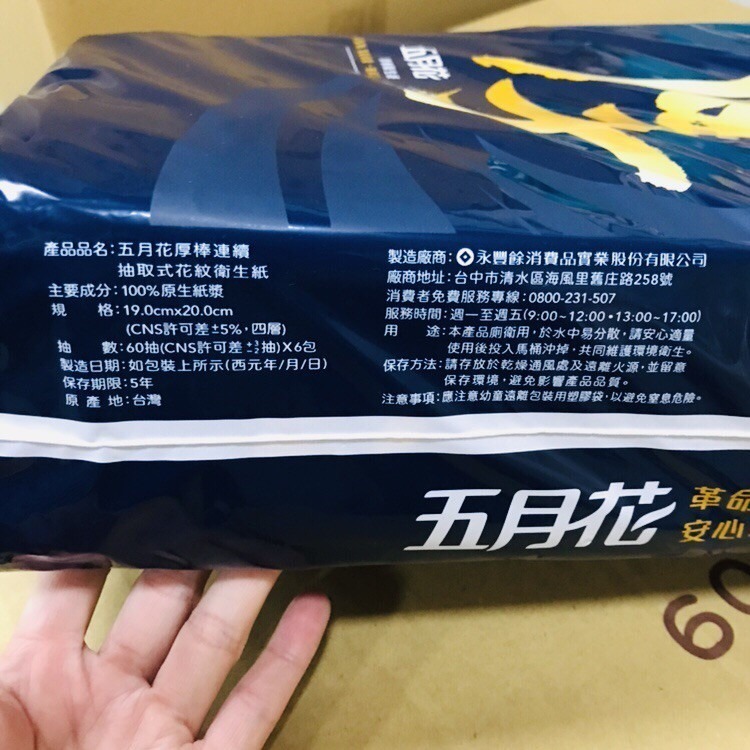 五月花
產品品名:五月花厚棒連續
抽取式花紋衛生紙
主要成分:100%原生紙漿
規 格:19.0cmx20.0cm
(CNS許可差±5%,四層)
抽 數:60抽(CNS許可差±³₂抽)X6包
製造日期:如包裝上所示(西元年/月/日)
保存期限:5年
原 產 地:台灣
製造廠商:永豐餘消費品實業股份有限公司
廠商地址:台中市清水區海風里舊庄路258號
消費者免費服務專線:0800-231-507
服務時間:週一至週五(9:00~12:00•13:00~17:00)
用 途:本產品廁衛用,於水中易分散,請安心適量
使用後投入馬桶沖掉,共同維護環境衛生。
保存方法:請存放於乾燥通風處及遠離火源,並留意
保存環境,避免影響產品品質。
注意事項:應注意幼童遠離包裝用塑膠袋,以避免窒息危險。
五月花
革命
安心
60